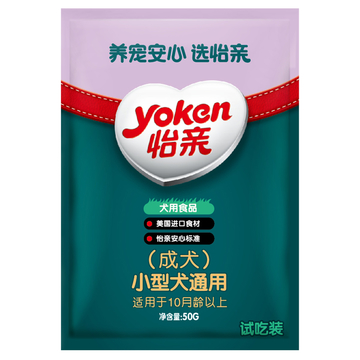 养宠安心 选怡亲
yoken
怡亲
犬用食品
美国进口食材
怡亲安心标准
（成犬）
小型犬通用
适用于10月龄以上
净含量:50G
试吃装